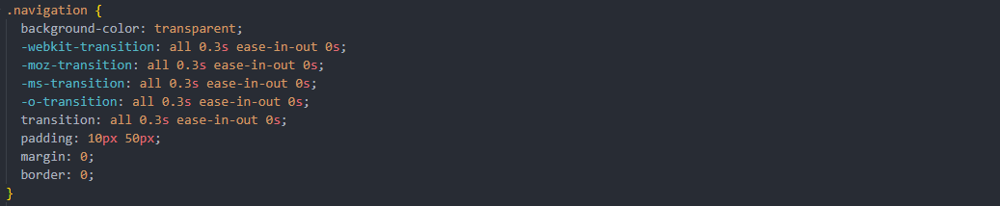 .navigation {
  background-color: transparent;
  -webkit-transition: all 0.3s ease-in-out 0s;
  -moz-transition: all 0.3s ease-in-out 0s;
  -ms-transition: all 0.3s ease-in-out 0s;
  -o-transition: all 0.3s ease-in-out 0s;
  transition: all 0.3s ease-in-out 0s;
  padding: 10px 50px;
  margin: 0;
  border: 0;
}